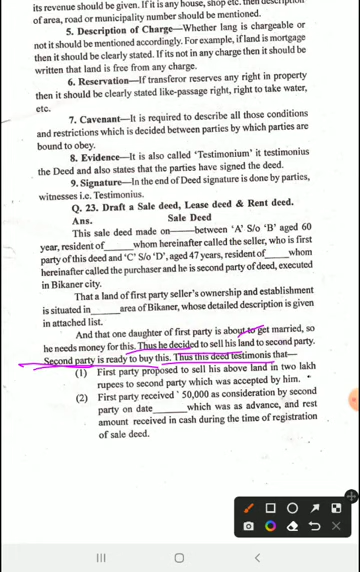 its revenue should be given. If it is any house, shop etc. then description
of area, road or municipality number should be mentioned.
5. Description of Charge—Whether lang is chargeable or
not it should be mentioned accordingly. For example, if land is mortgage
then it should be clearly stated. If its not in any charge then it should be
written that land is free from any charge.
6. Reservation—If transferor reserves any right in property
then it should be clearly stated like-passage right, right to take water,
etc.
7. Cavenant—It is required to describe all those conditions
and restrictions which is decided between parties by which parties are
bound to obey.
8. Evidence—It is also called 'Testimonium' it testimonius
the Deed and also states that the parties have signed the deed.
9. Signature—In the end of Deed signature is done by parties,
witnesses i.e. Testimonius.
Q. 23. Draft a Sale deed, Lease deed & Rent deed.
Ans. Sale Deed
This sale deed made on——between 'A' S/o 'B' aged 60
year, resident of______whom hereinafter called the seller, who is first
party of this deed and 'C' S/o 'D', aged 47 years, resident of_____whom
hereinafter called the purchaser and he is second party of deed, executed
in Bikaner city.
That a land of first party seller's ownership and establishment
is situated in______area of Bikaner, whose detailed description is given
in attached list.
And that one daughter of first party is about to get married, so
he needs money for this. Thus he decided to sell his land to second party.
Second party is ready to buy this. Thus this deed testimonis that—
(1) First party proposed to sell his above land in two lakh
rupees to second party which was accepted by him.
(2) First party received ` 50,000 as consideration by second
party on date______which was as advance, and rest
amount received in cash during the time of registration
of sale deed.